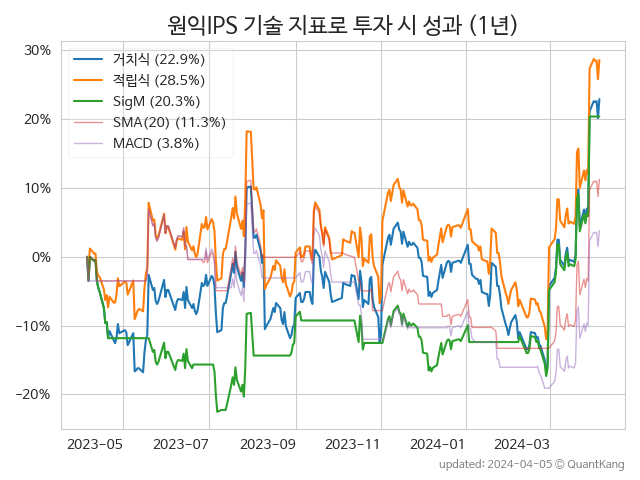 원익IPS 기술 지표로 투자 시 성과 (1년)
30%
20%
10%
0%
−10%
−20%
거치식 (22.9%)
적립식 (28.5%)
SigM (20.3%)
SMA(20) (11.3%)
MACD (3.8%)
2023-05
2023-07
2023-09
2023-11
2024-01
2024-03
updated: 2024-04-05 © QuantKang